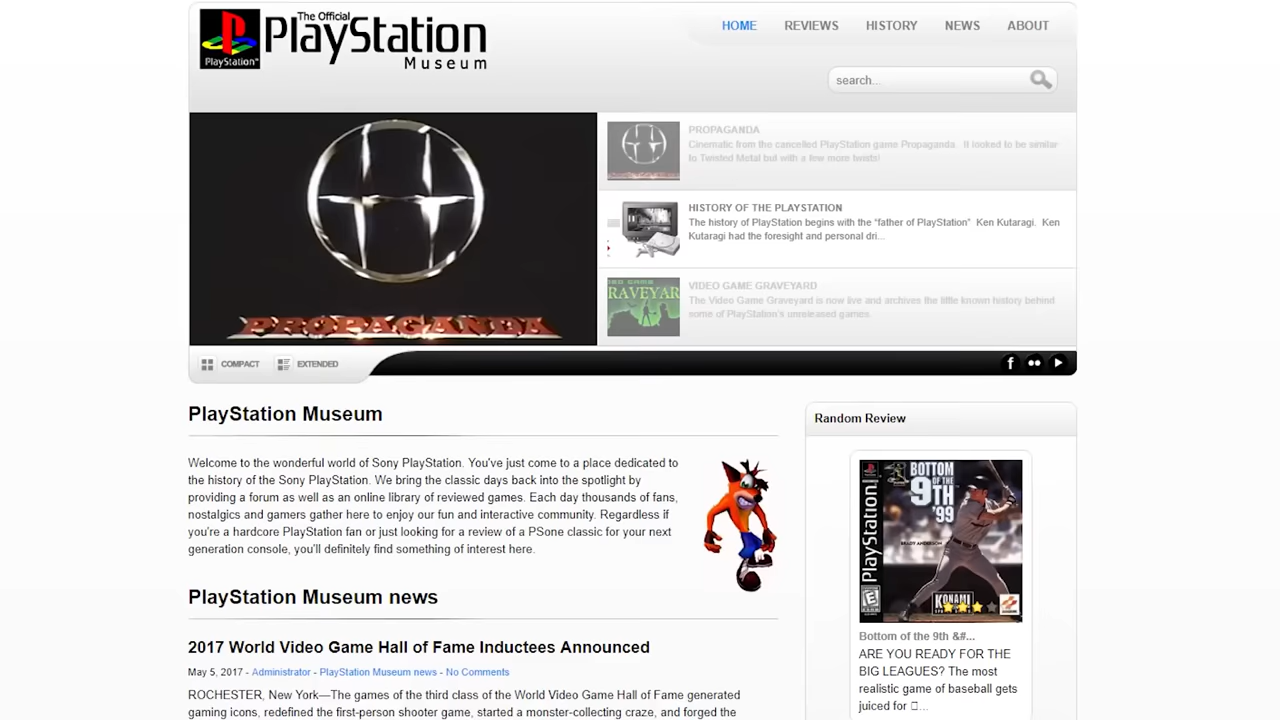 The Official
PlayStation
Museum
PlayStation™
HOME REVIEWS HISTORY NEWS ABOUT
search...
PROPAGANDA
PROPAGANDA
Cinematic from the cancelled PlayStation game Propaganda. It looked to be similar
to Twisted Metal but with a few more twists!
HISTORY OF THE PLAYSTATION
The history of PlayStation begins with the “father of PlayStation” Ken Kutaragi. Ken
Kutaragi had the foresight and personal dri...
VIDEO GAME GRAVEYARD
The Video Game Graveyard is now live and archives the little known history behind
some of PlayStation's unreleased games.
COMPACT EXTENDED
PlayStation Museum
Welcome to the wonderful world of Sony PlayStation. You've just come to a place dedicated to
the history of the Sony PlayStation. We bring the classic days back into the spotlight by
providing a forum as well as an online library of reviewed games. Each day thousands of fans,
nostalgics and gamers gather here to enjoy our fun and interactive community. Regardless if
you're a hardcore PlayStation fan or just looking for a review of a PSone classic for your next
generation console, you'll definitely find something of interest here.
PlayStation Museum news
2017 World Video Game Hall of Fame Inductees Announced
May 5, 2017 - Administrator - PlayStation Museum news - No Comments
ROCHESTER, New York—The games of the third class of the World Video Game Hall of Fame generated
gaming icons, redefined the first-person shooter game, started a monster-collecting craze, and forged the
Random Review
PlayStation
BOTTOM
OF THE
9TH
'99
BRADY ANDERSON
KONAMI
Bottom of the 9th &#...
ARE YOU READY FOR THE
BIG LEAGUES? The most
realistic game of baseball gets
juiced for ...